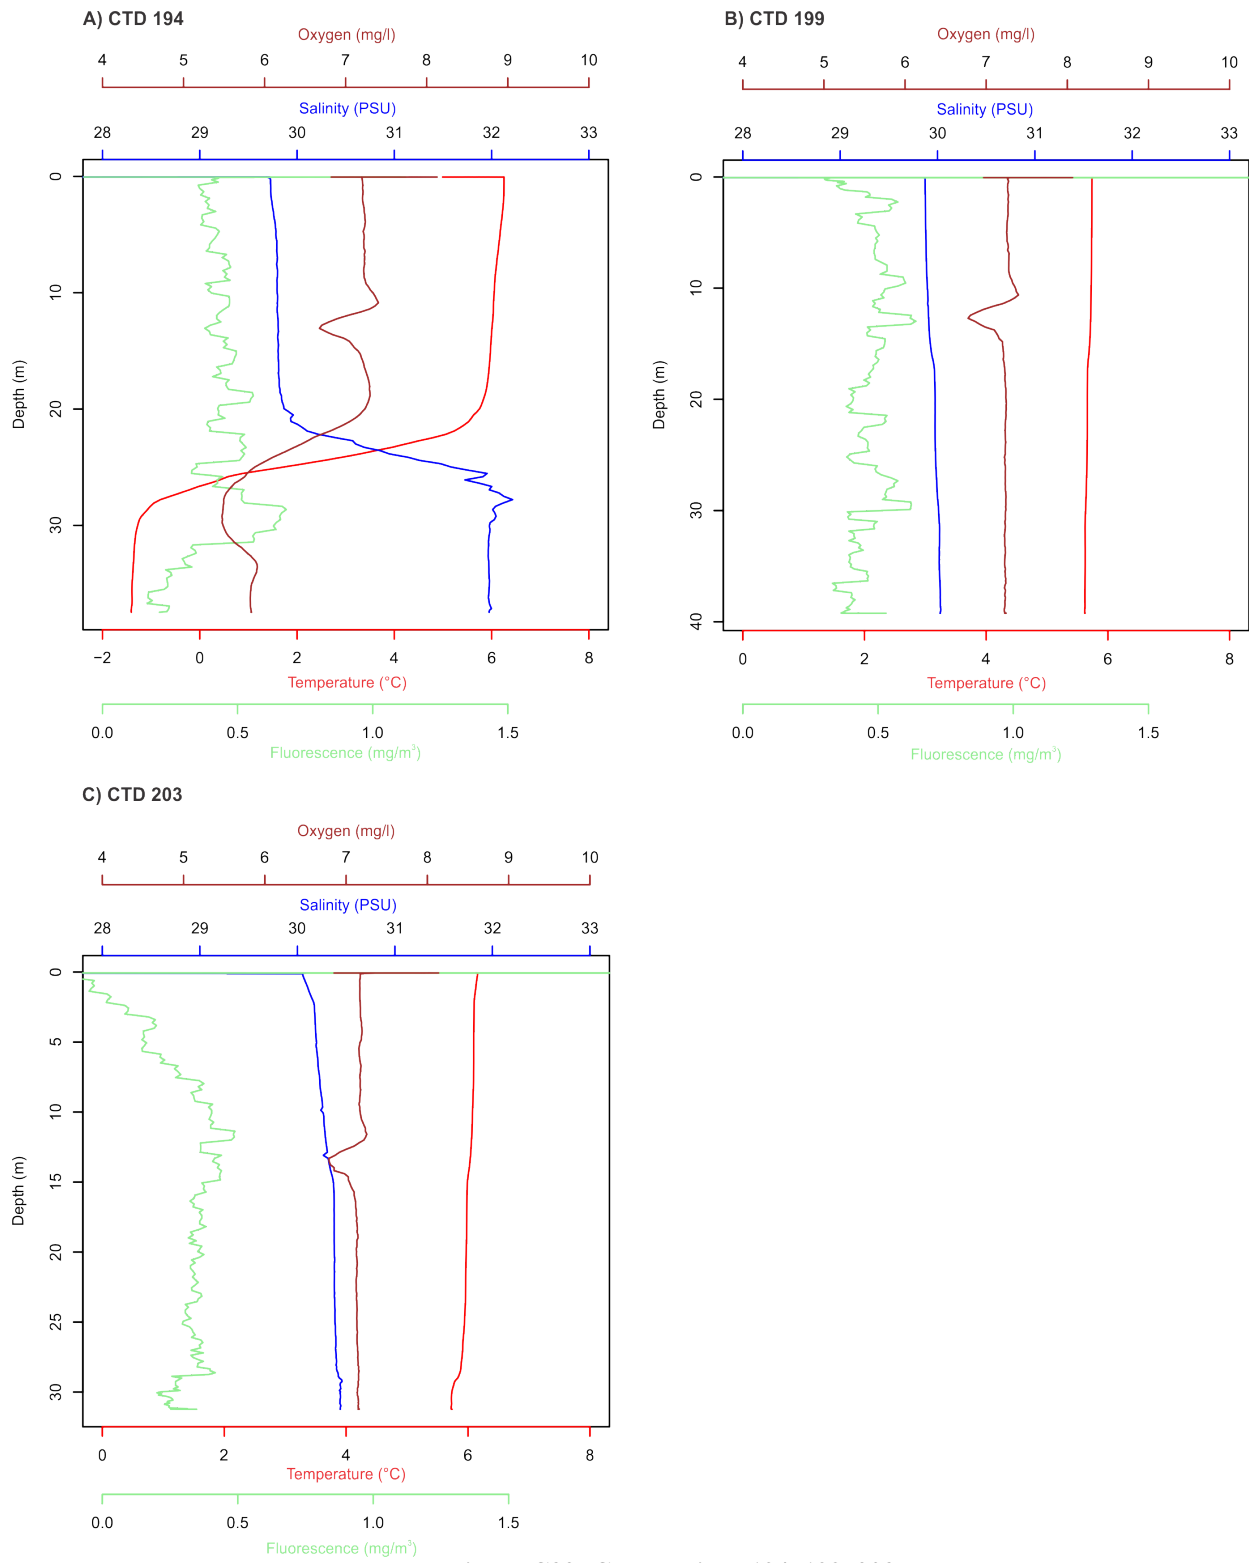 A) CTD 194
Oxygen (mg/l)
4 5 6 7 8 9 10
Salinity (PSU)
28 29 30 31 32 33
0
10
20
30
Depth (m)
−2 0 2 4 6 8
Temperature (°C)
0.0 0.5 1.0 1.5
Fluorescence (mg/m³)
B) CTD 199
Oxygen (mg/l)
4 5 6 7 8 9 10
Salinity (PSU)
28 29 30 31 32 33
0
10
20
30
40
Depth (m)
0 2 4 6 8
Temperature (°C)
0.0 0.5 1.0 1.5
Fluorescence (mg/m³)
C) CTD 203
Oxygen (mg/l)
4 5 6 7 8 9 10
Salinity (PSU)
28 29 30 31 32 33
0
5
10
15
20
25
30
Depth (m)
0 2 4 6 8
Temperature (°C)
0.0 0.5 1.0 1.5
Fluorescence (mg/m³)